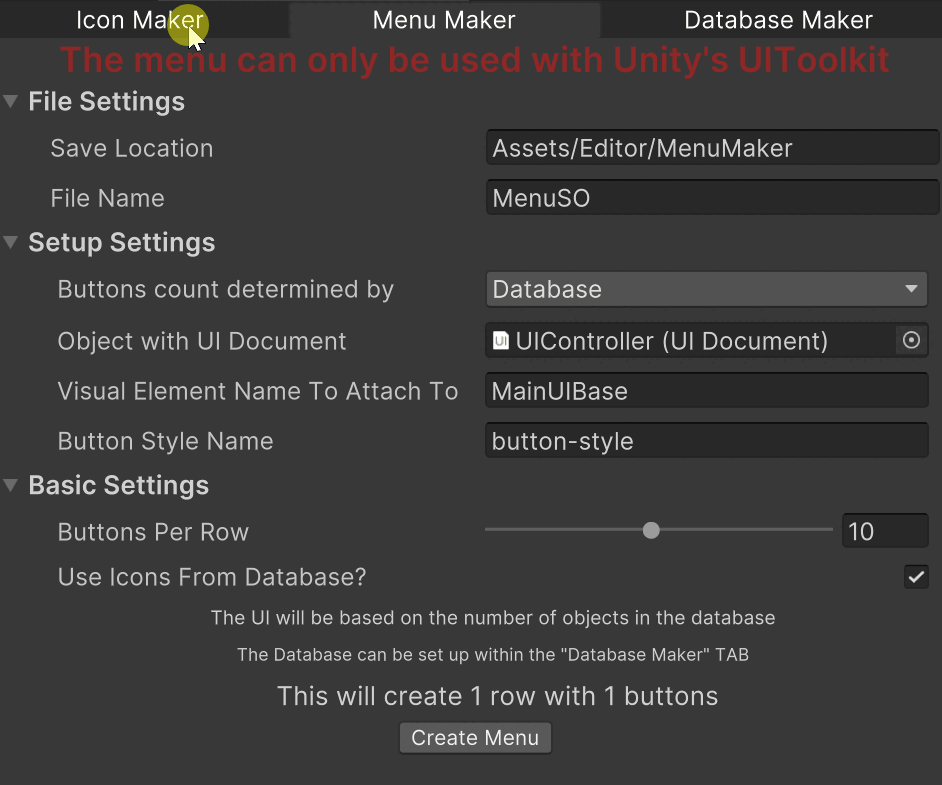 Icon Maker Menu Maker Database Maker
The menu can only be used with Unity's UIToolkit
File Settings
Save Location Assets/Editor/MenuMaker
File Name MenuSO
Setup Settings
Buttons count determined by Database
Object with UI Document UI UIController (UI Document)
Visual Element Name To Attach To MainUIBase
Button Style Name button-style
Basic Settings
Buttons Per Row 10
Use Icons From Database?
The UI will be based on the number of objects in the database
The Database can be set up within the "Database Maker" TAB
This will create 1 row with 1 buttons
Create Menu